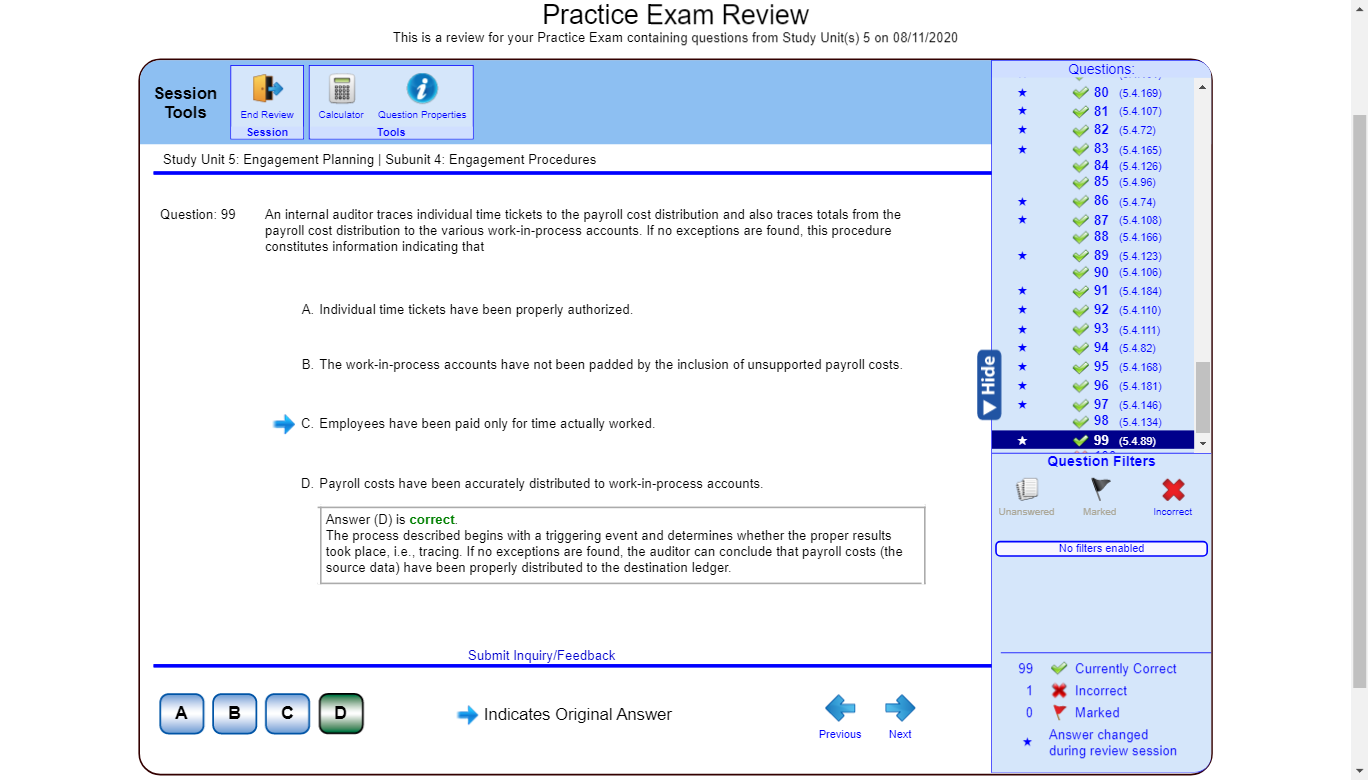 Practice Exam Review
This is a review for your Practice Exam containing questions from Study Unit(s) 5 on 08/11/2020
Session
Tools
End Review
Session
Calculator
Question Properties
Tools
Study Unit 5: Engagement Planning | Subunit 4: Engagement Procedures
Question: 99
An internal auditor traces individual time tickets to the payroll cost distribution and also traces totals from the
payroll cost distribution to the various work-in-process accounts. If no exceptions are found, this procedure
constitutes information indicating that
A. Individual time tickets have been properly authorized.
B. The work-in-process accounts have not been padded by the inclusion of unsupported payroll costs.
C. Employees have been paid only for time actually worked.
D. Payroll costs have been accurately distributed to work-in-process accounts.
Answer (D) is correct.
The process described begins with a triggering event and determines whether the proper results
took place, i.e., tracing. If no exceptions are found, the auditor can conclude that payroll costs (the
source data) have been properly distributed to the destination ledger.
Submit Inquiry/Feedback
A
B
C
D
Indicates Original Answer
Previous
Next
Hide
Questions:
80 (5.4.169)
81 (5.4.107)
82 (5.4.72)
83 (5.4.165)
84 (5.4.126)
85 (5.4.96)
86 (5.4.74)
87 (5.4.108)
88 (5.4.166)
89 (5.4.123)
90 (5.4.106)
91 (5.4.184)
92 (5.4.110)
93 (5.4.111)
94 (5.4.82)
95 (5.4.168)
96 (5.4.181)
97 (5.4.146)
98 (5.4.134)
99 (5.4.89)
Question Filters
Unanswered
Marked
Incorrect
No filters enabled
99 Currently Correct
1 Incorrect
0 Marked
Answer changed
during review session